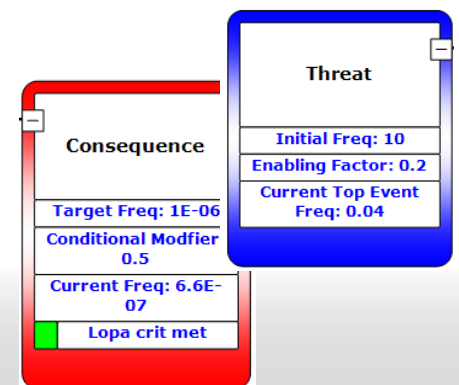 Threat
Initial Freq: 10
Enabling Factor: 0.2
Current Top Event
Freq: 0.04
Consequence
Target Freq: 1E-06
Conditional Modfier
0.5
Current Freq: 6.6E-
07
Lopa crit met